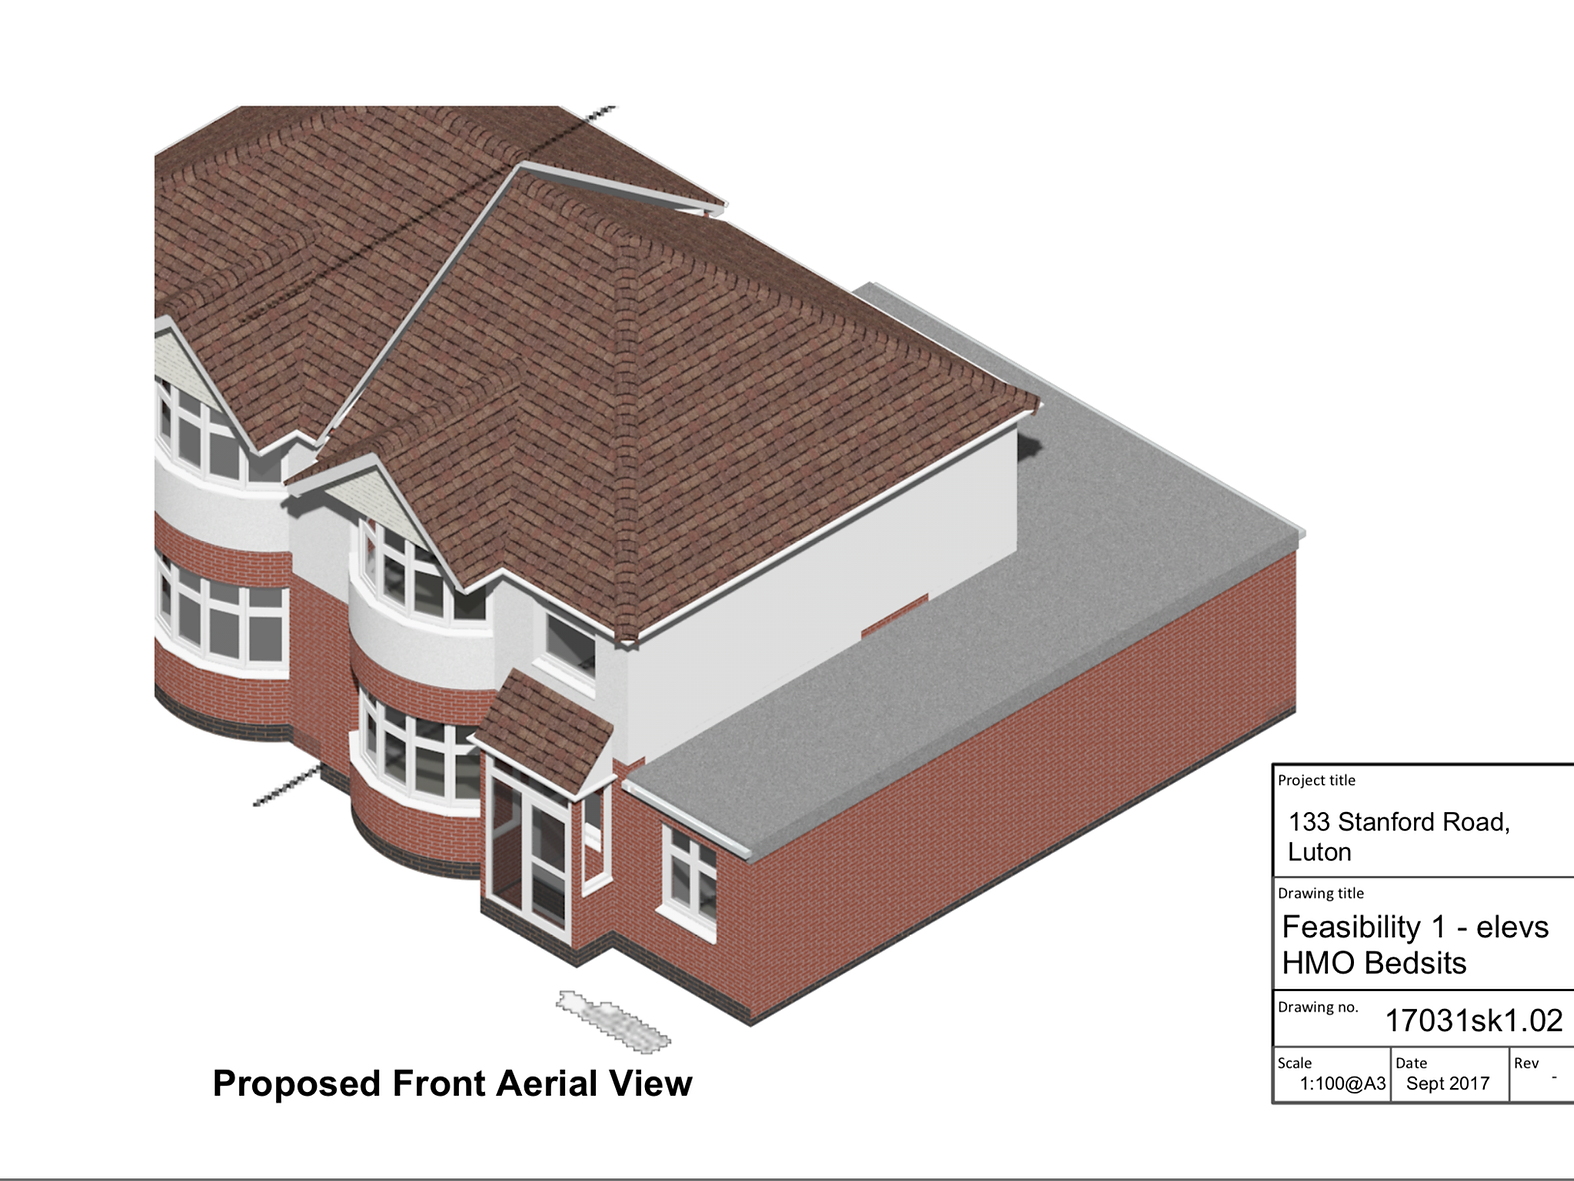 Project title
133 Stanford Road,
Luton
Drawing title
Feasibility 1 - elevs
HMO Bedsits
Drawing no.
17031sk1.02
Scale
1:100@A3
Date
Sept 2017
Rev
-
Proposed Front Aerial View